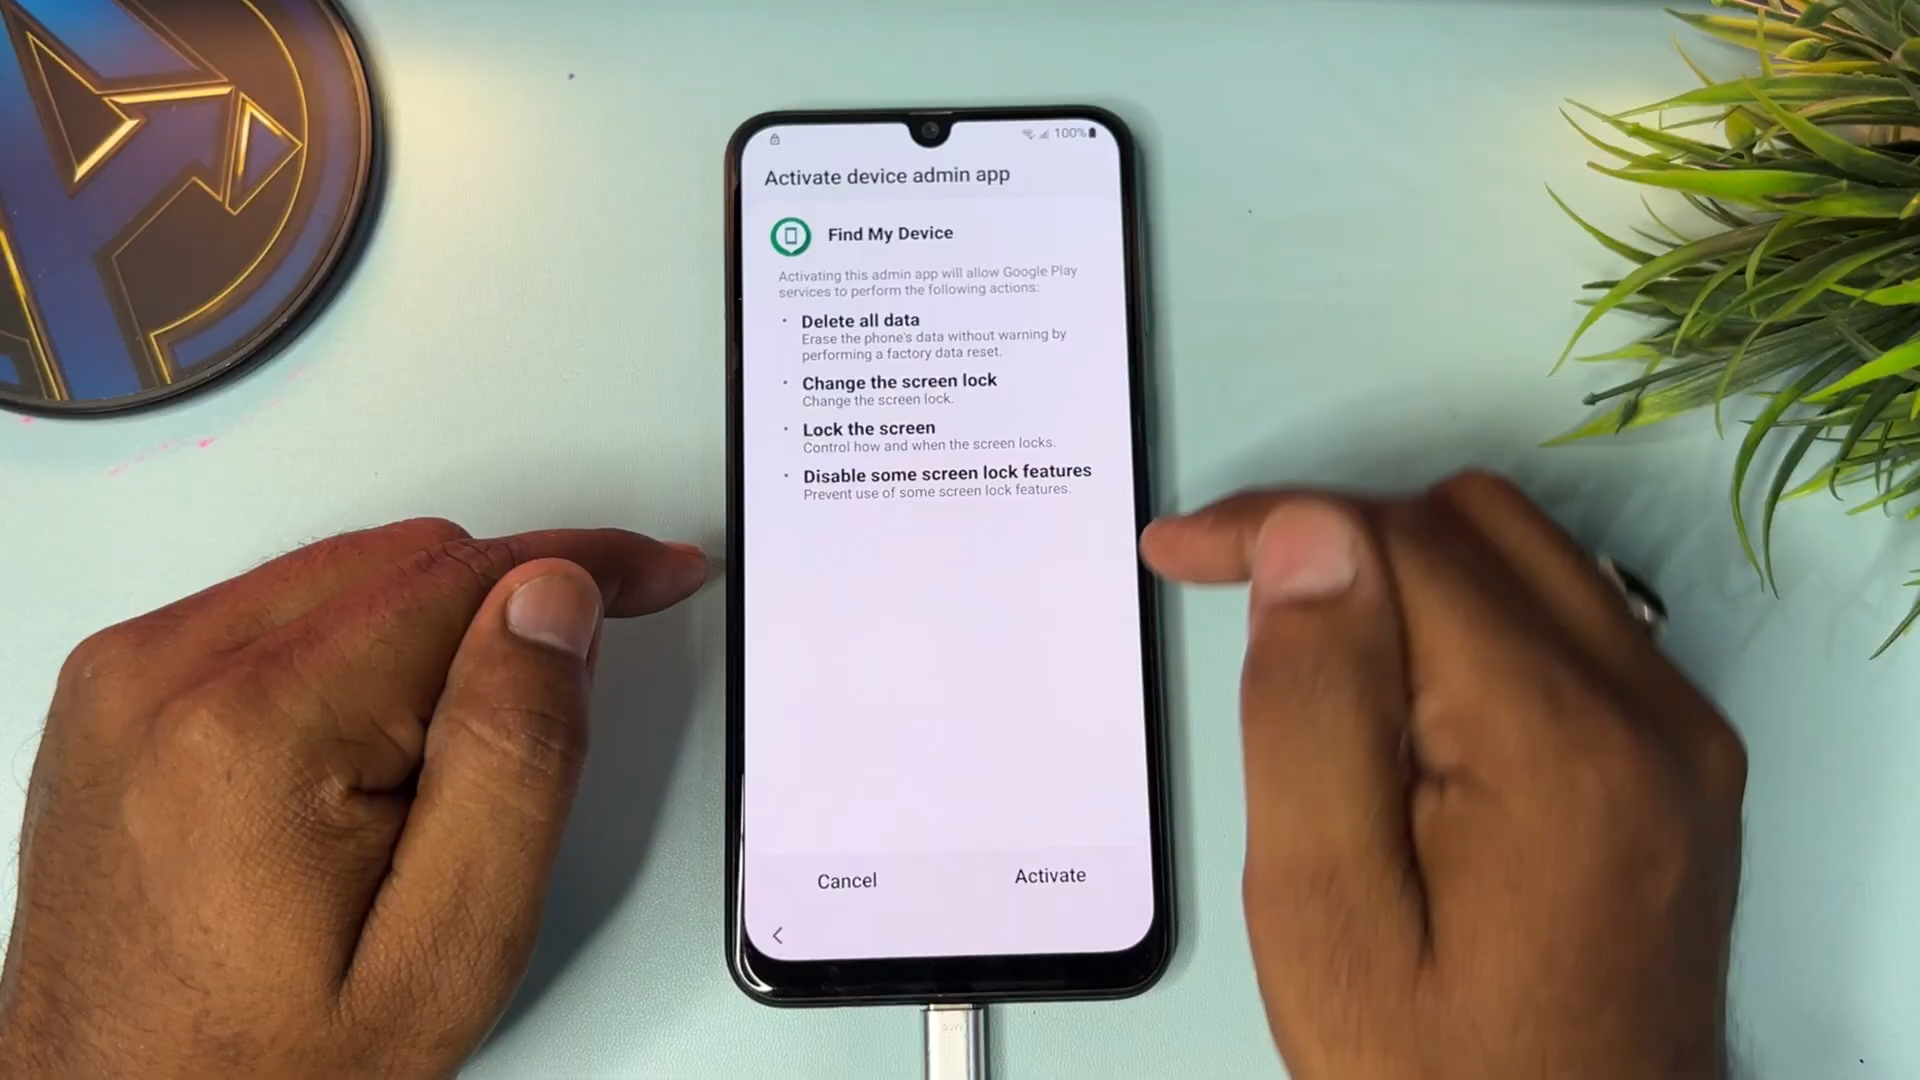 100%
Activate device admin app
Find My Device
Activating this admin app will allow Google Play
services to perform the following actions:
· Delete all data
Erase the phone's data without warning by
performing a factory data reset.
· Change the screen lock
Change the screen lock.
· Lock the screen
Control how and when the screen locks.
· Disable some screen lock features
Prevent use of some screen lock features.
Cancel
Activate